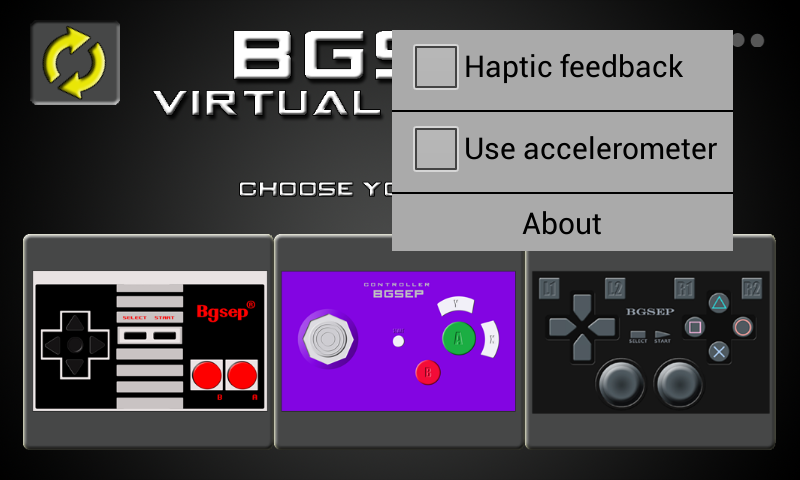 BGS
Haptic feedback
VIRTUAL
Use accelerometer
CHOOSE YO
About
SELECT START
Bgsep®
B A
CONTROLLER
BGSEP
Y
A
X
B
L1 L2 R1 R2
BGSEP
SELECT START